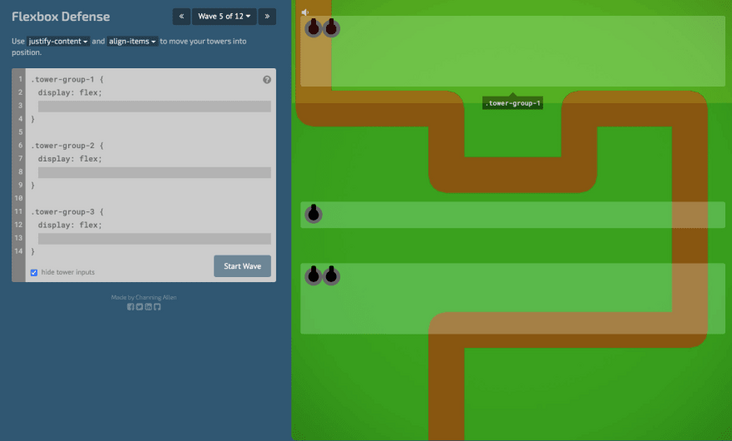 Flexbox Defense
« Wave 5 of 12 »
Use justify-content and align-items to move your towers into
position.
1 .tower-group-1 {
2 display: flex;
3
4 }
5
6 .tower-group-2 {
7 display: flex;
8
9 }
10
11 .tower-group-3 {
12 display: flex;
13
14 }
hide tower inputs
Start Wave
Made by Channing Allen
.tower-group-1